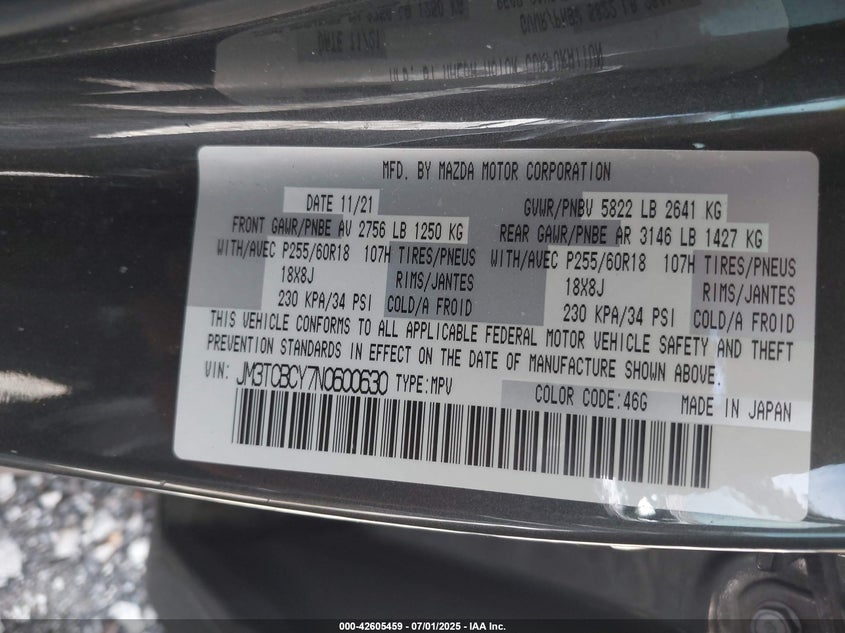 MFD. BY MAZDA MOTOR CORPORATION
DATE 11/21 GVWR/PNBV 5822 LB 2641 KG
FRONT GAWR/PNBE AV 2756 LB 1250 KG REAR GAWR/PNBE AR 3146 LB 1427 KG
WITH/AVEC P255/60R18 107H TIRES/PNEUS WITH/AVEC P255/60R18 107H TIRES/PNEUS
18X8J RIMS/JANTES 18X8J RIMS/JANTES
230 KPA/34 PSI COLD/A FROID 230 KPA/34 PSI COLD/A FROID
THIS VEHICLE CONFORMS TO ALL APPLICABLE FEDERAL MOTOR VEHICLE SAFETY AND THEFT
PREVENTION STANDARDS IN EFFECT ON THE DATE OF MANUFACTURE SHOWN ABOVE.
VIN: JM3TCBCY7N0600630 TYPE:MPV COLOR CODE:46G MADE IN JAPAN
000-42605459 - 07/01/2025 - IAA Inc.